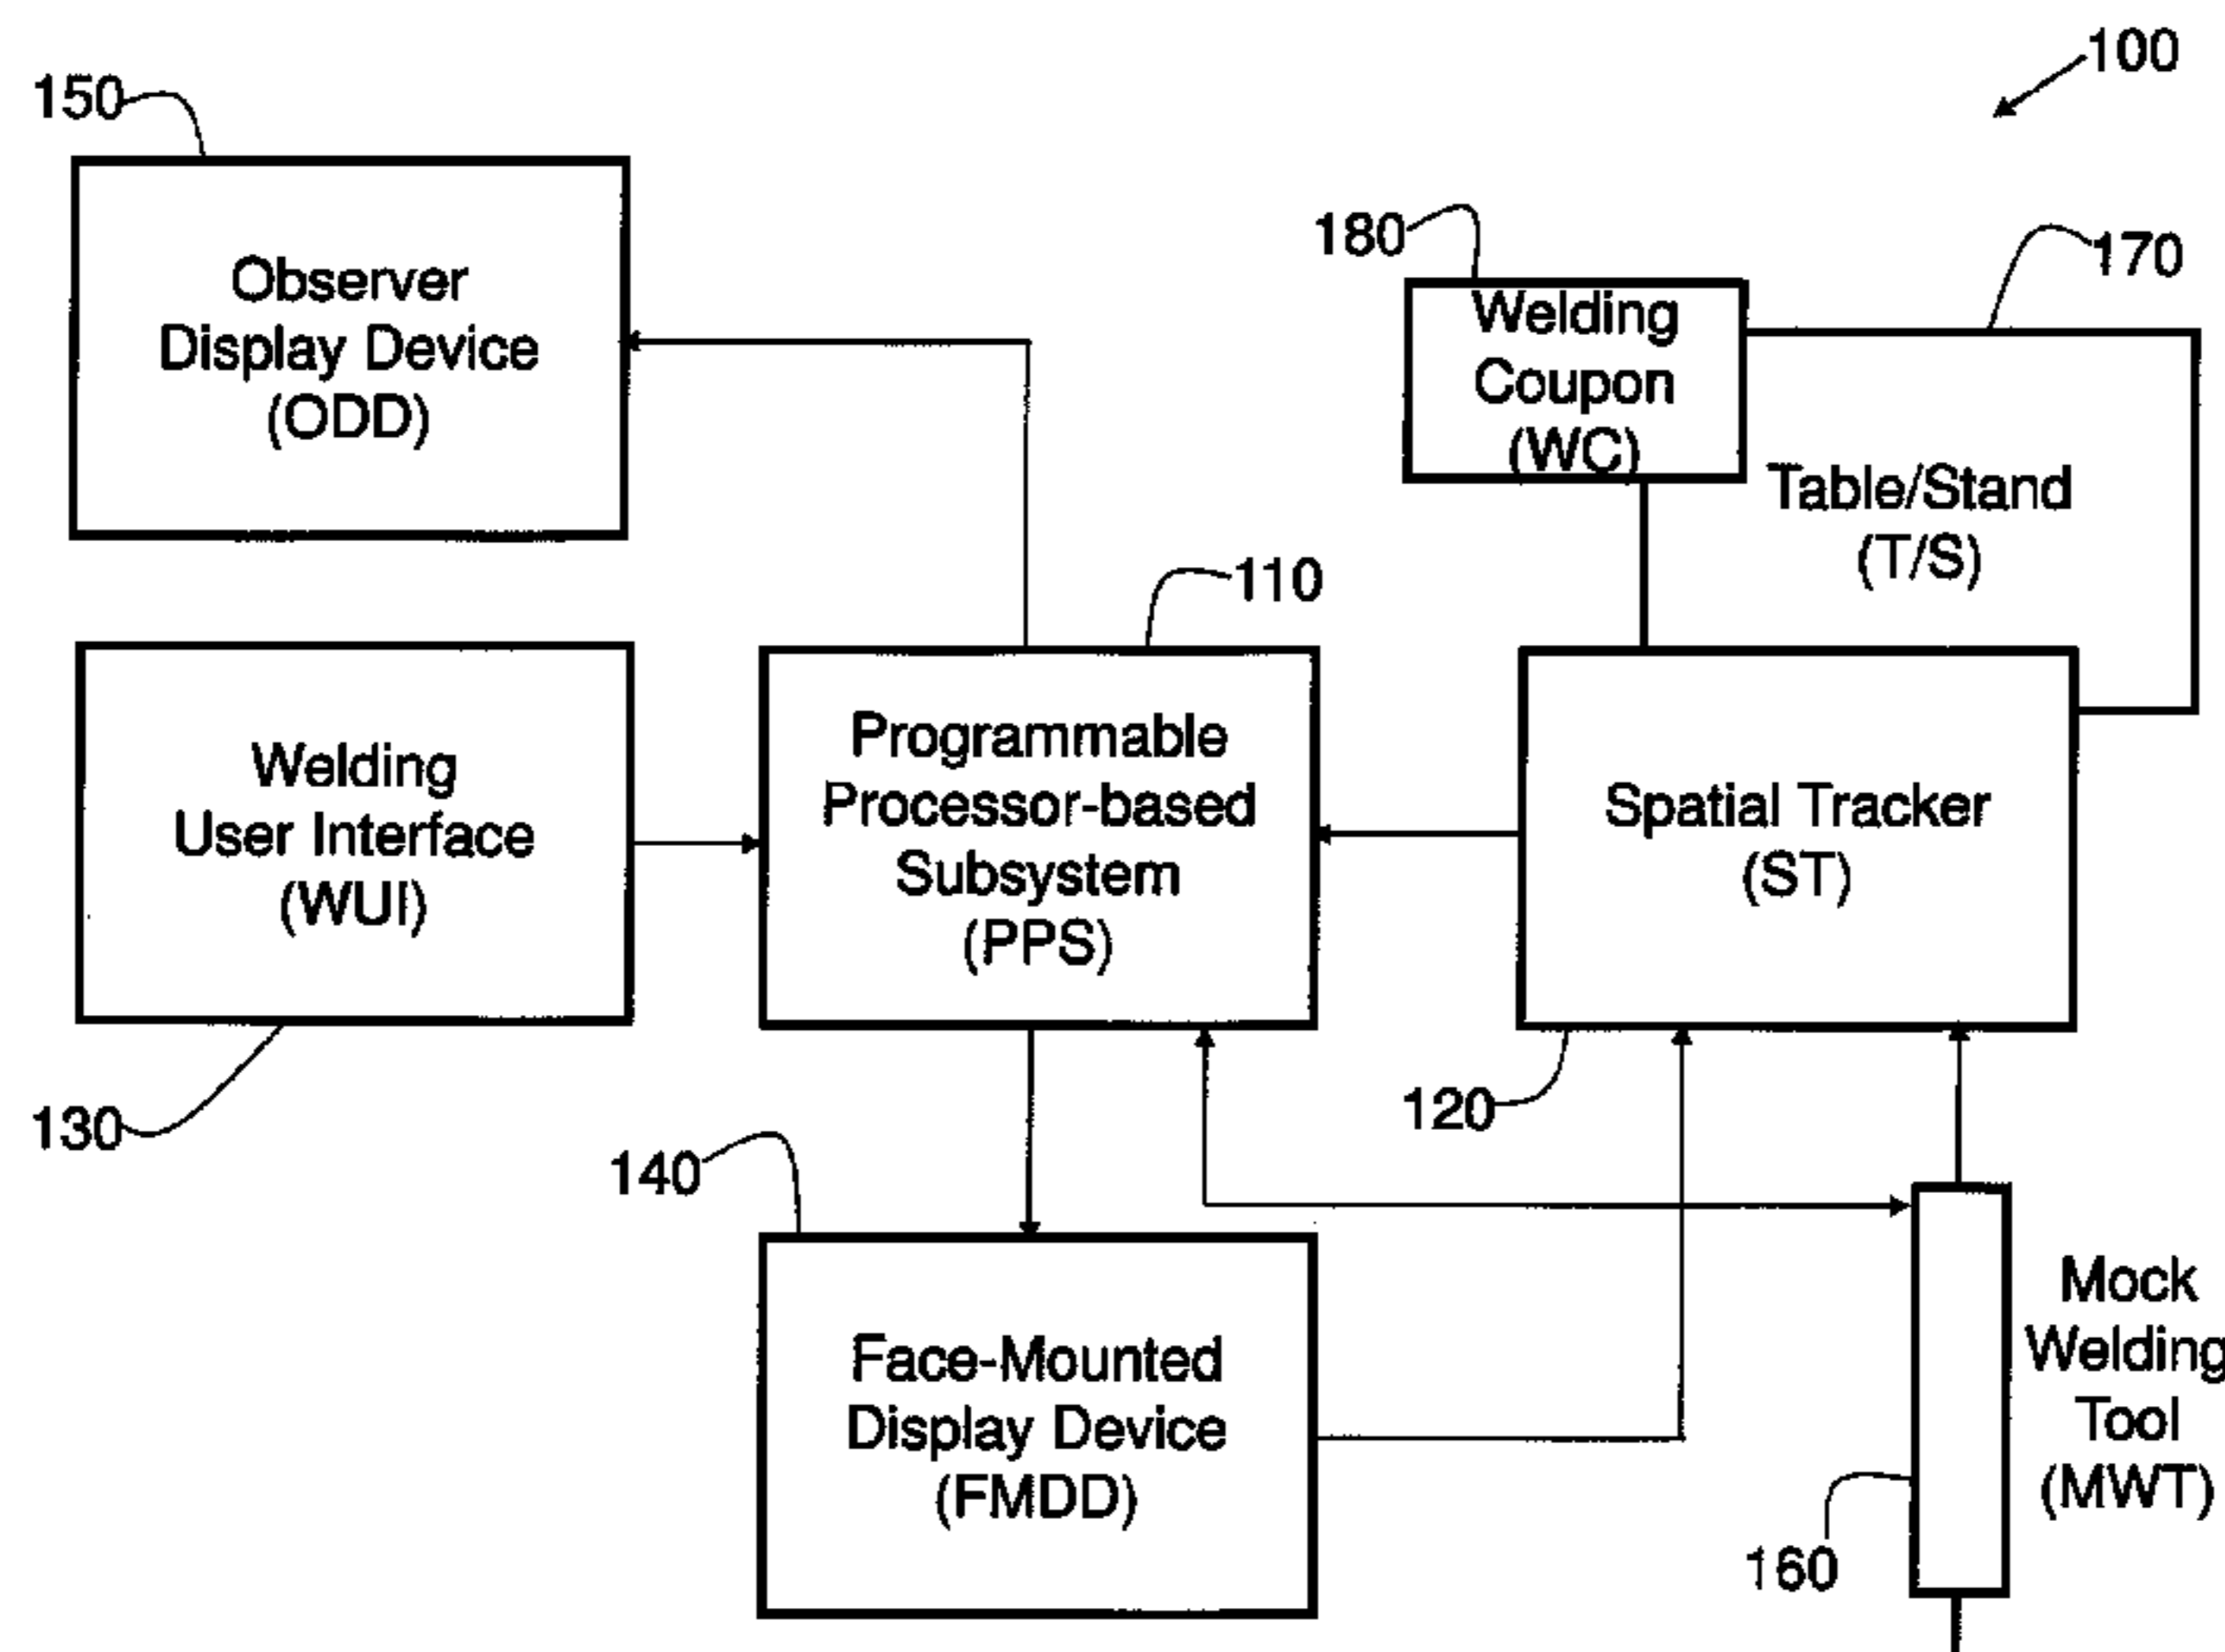 100
150
Observer
Display Device
(ODD)
180
Welding
Coupon
(WC)
170
Table/Stand
(T/S)
110
Welding
User Interface
(WUI)
Programmable
Processor-based
Subsystem
(PPS)
Spatial Tracker
(ST)
130
120
140
Face-Mounted
Display Device
(FMDD)
Mock
Welding
Tool
(MWT)
160